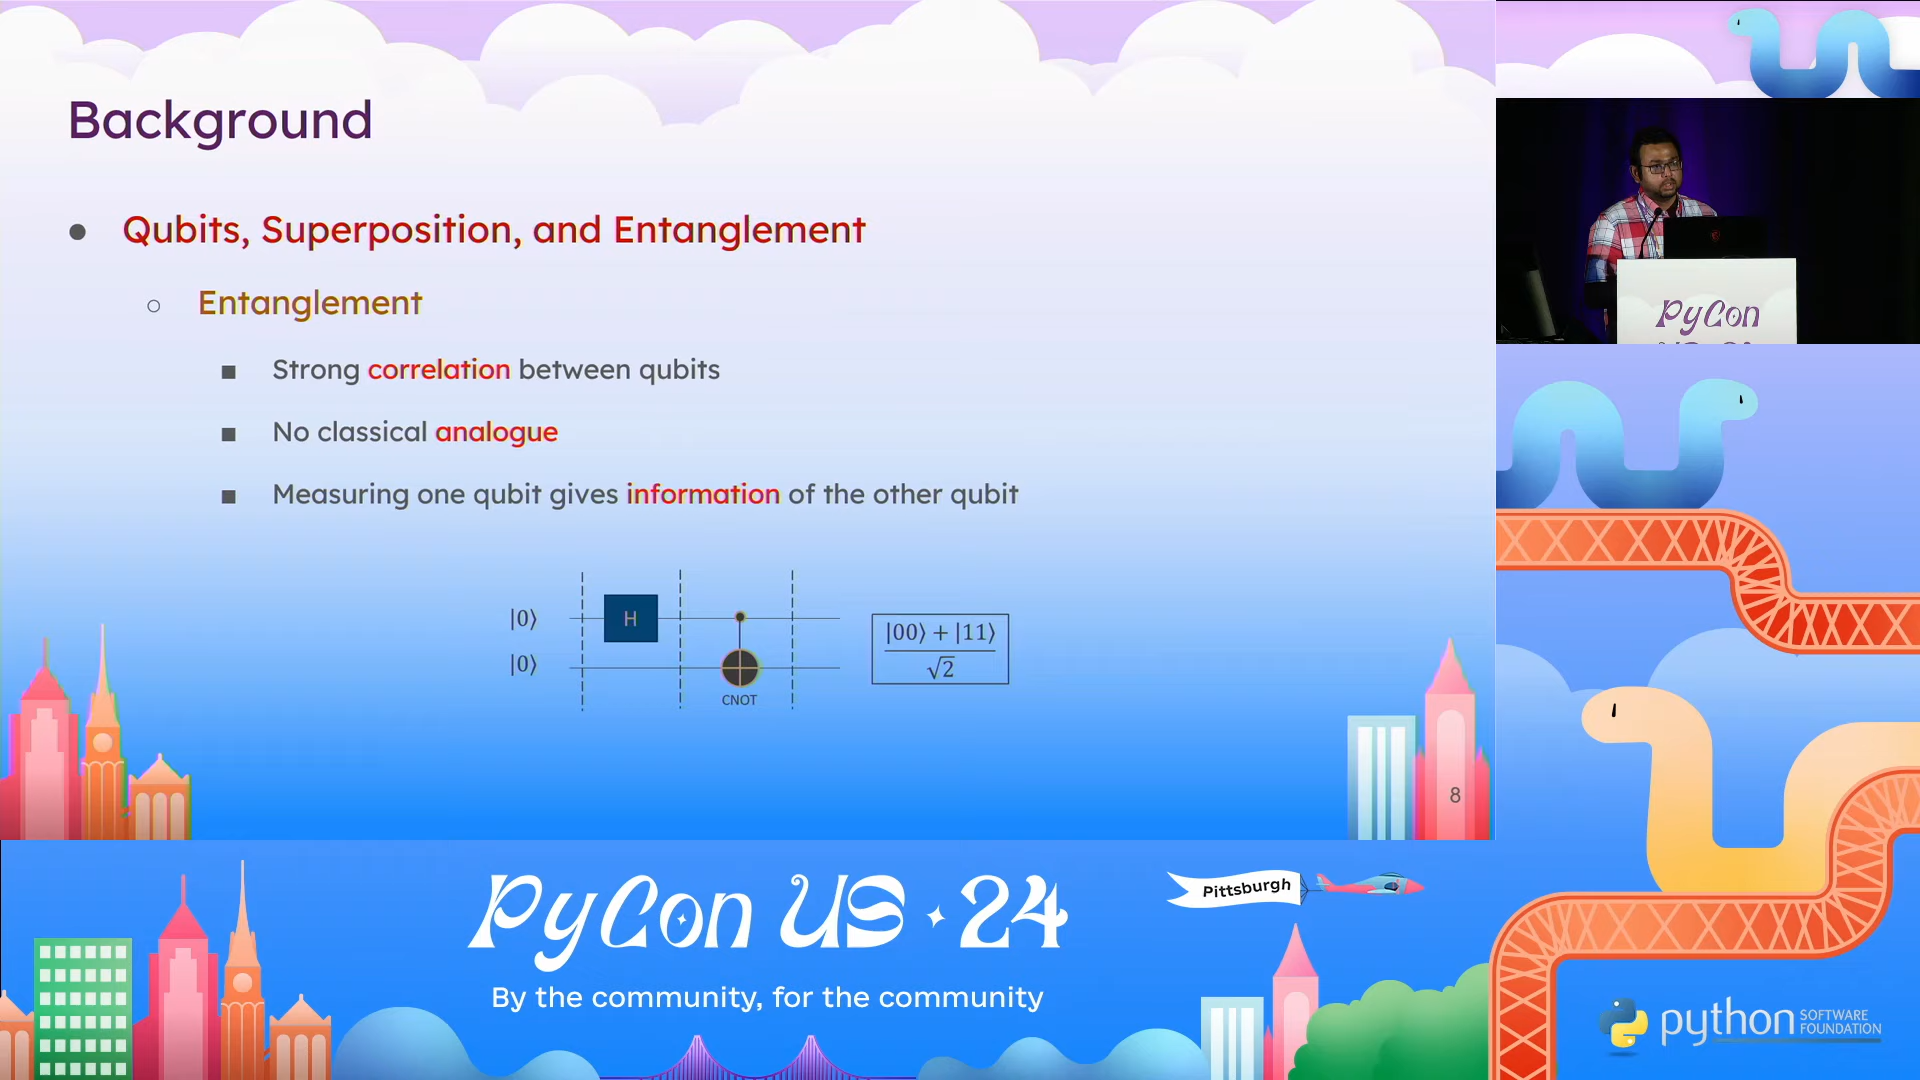 Background
Qubits, Superposition, and Entanglement
Entanglement
Strong correlation between qubits
No classical analogue
Measuring one qubit gives information of the other qubit
|0⟩
H
|0⟩
CNOT
|00⟩ + |11⟩
√2
8
PyCon
PyCon US 24
Pittsburgh
By the community, for the community
python SOFTWARE
FOUNDATION